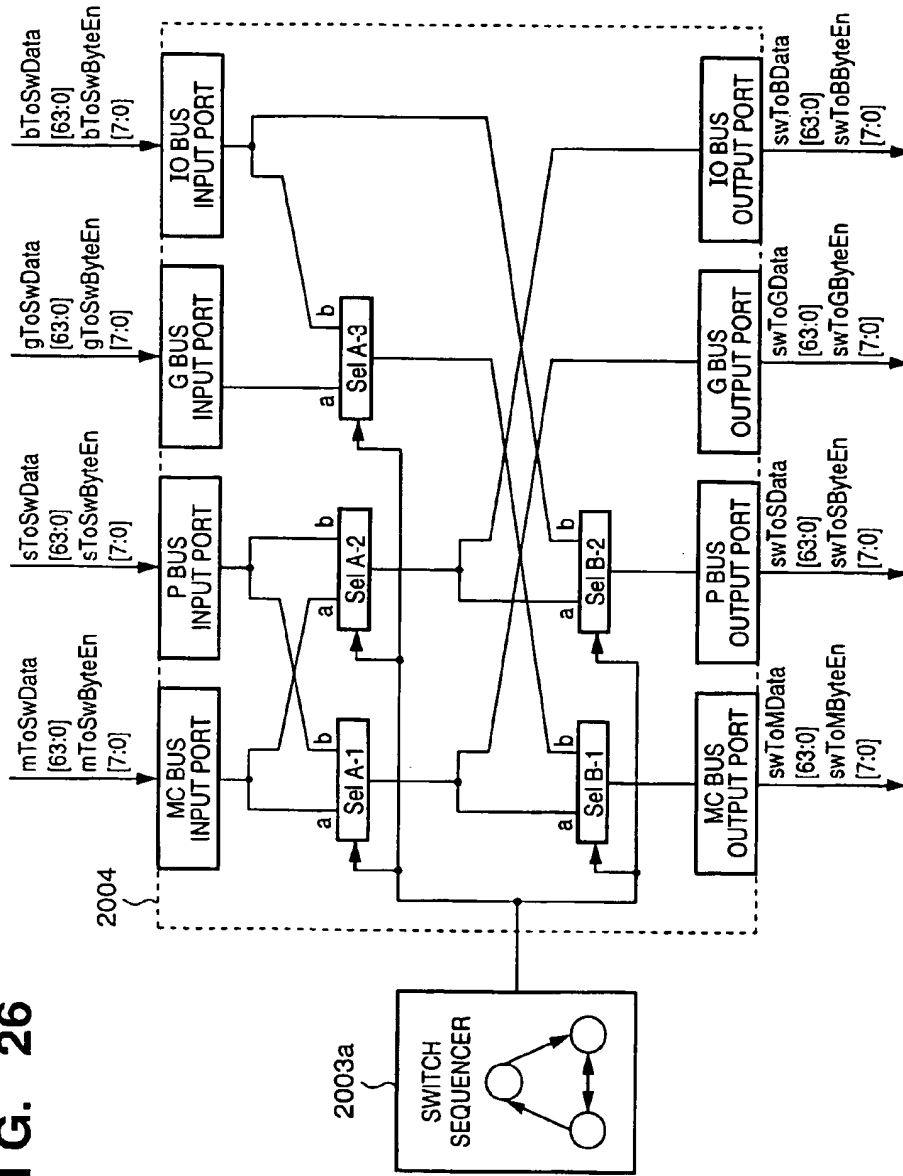 FIG. 26
mToSwData
[63:0]
mToSwByteEn
[7:0]
sToSwData
[63:0]
sToSwByteEn
[7:0]
gToSwData
[63:0]
gToSwByteEn
[7:0]
bToSwData
[63:0]
bToSwByteEn
[7:0]
2004
MC BUS
INPUT PORT
P BUS
INPUT PORT
G BUS
INPUT PORT
IO BUS
INPUT PORT
a
b
Sel A-1
a
b
Sel A-2
a
b
Sel A-3
2003a
SWITCH
SEQUENCER
a
b
Sel B-1
a
b
Sel B-2
MC BUS
OUTPUT PORT
P BUS
OUTPUT PORT
G BUS
OUTPUT PORT
IO BUS
OUTPUT PORT
swToMData
[63:0]
swToMByteEn
[7:0]
swToSData
[63:0]
swToSByteEn
[7:0]
swToGData
[63:0]
swToGByteEn
[7:0]
swToBData
[63:0]
swToBByteEn
[7:0]